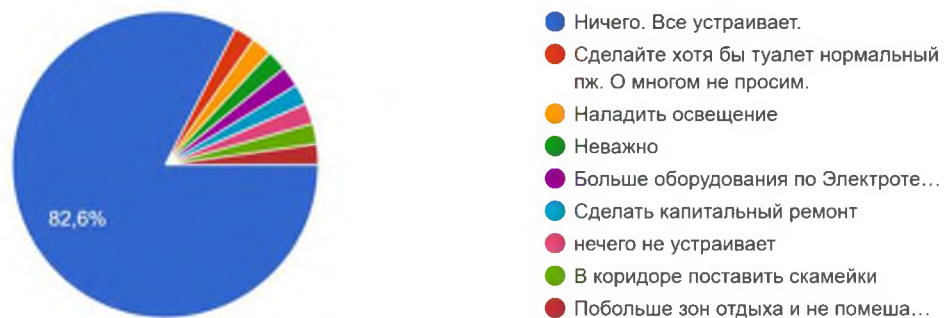 Ничего. Все устраивает.
Сделайте хотя бы туалет нормальный
пж. О многом не просим.
Наладить освещение
Неважно
Больше оборудования по Электроте...
Сделать капитальный ремонт
нечего не устраивает
В коридоре поставить скамейки
Побольше зон отдыха и не помеша...
82,6%